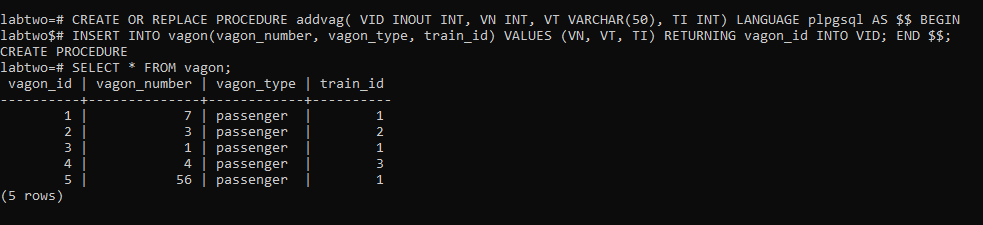 labtwo=# CREATE OR REPLACE PROCEDURE addvag( VID INOUT INT, VN INT, VT VARCHAR(50), TI INT) LANGUAGE plpgsql AS $$ BEGIN
labtwo$# INSERT INTO vagon(vagon_number, vagon_type, train_id) VALUES (VN, VT, TI) RETURNING vagon_id INTO VID; END $$;
CREATE PROCEDURE
labtwo=# SELECT * FROM vagon;
 vagon_id | vagon_number | vagon_type | train_id
----------+--------------+------------+----------
        1 |            7 | passenger  |        1
        2 |            3 | passenger  |        2
        3 |            1 | passenger  |        1
        4 |            4 | passenger  |        3
        5 |           56 | passenger  |        1
(5 rows)